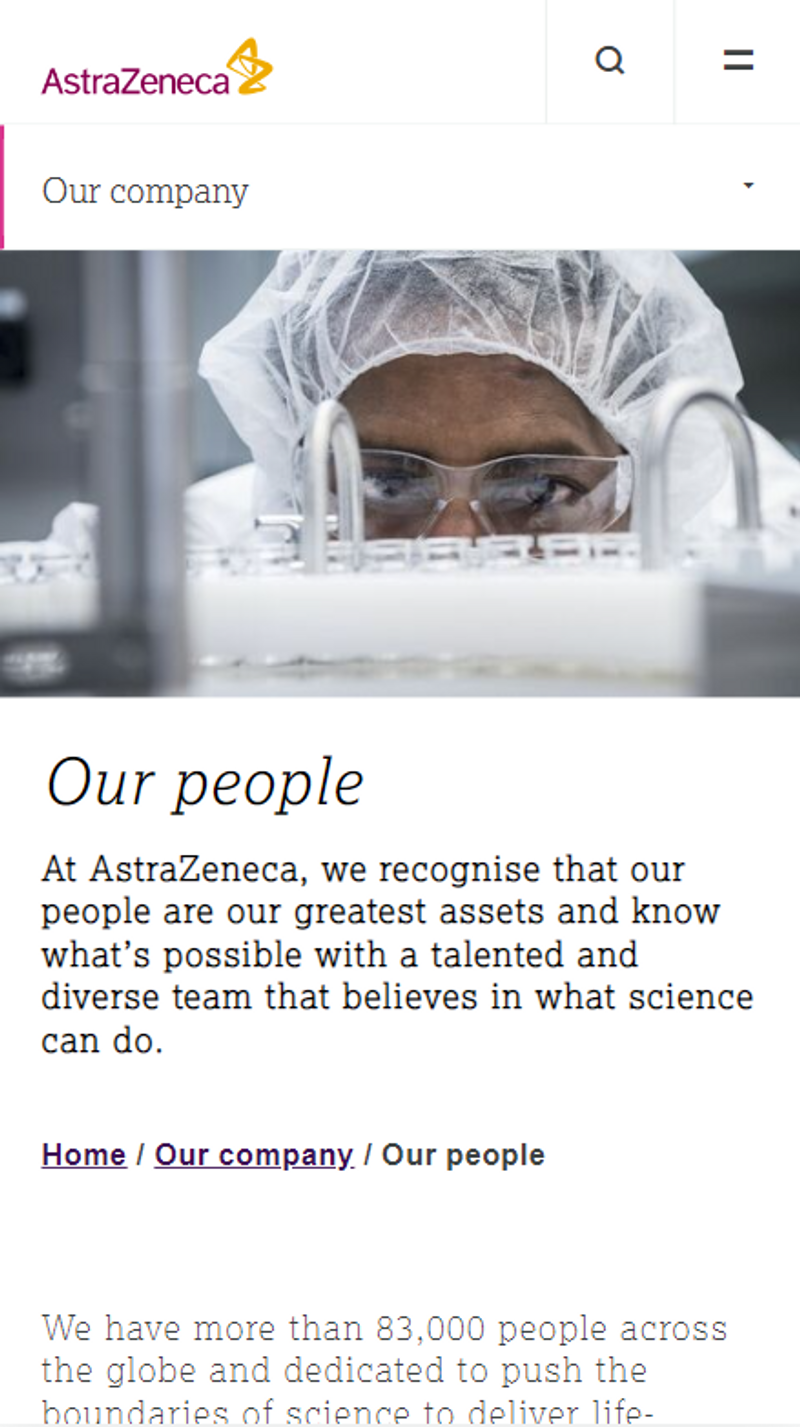 AstraZeneca
Our company
Our people
At AstraZeneca, we recognise that our
people are our greatest assets and know
what’s possible with a talented and
diverse team that believes in what science
can do.
Home / Our company / Our people
We have more than 83,000 people across
the globe and dedicated to push the
boundaries of science to deliver life-